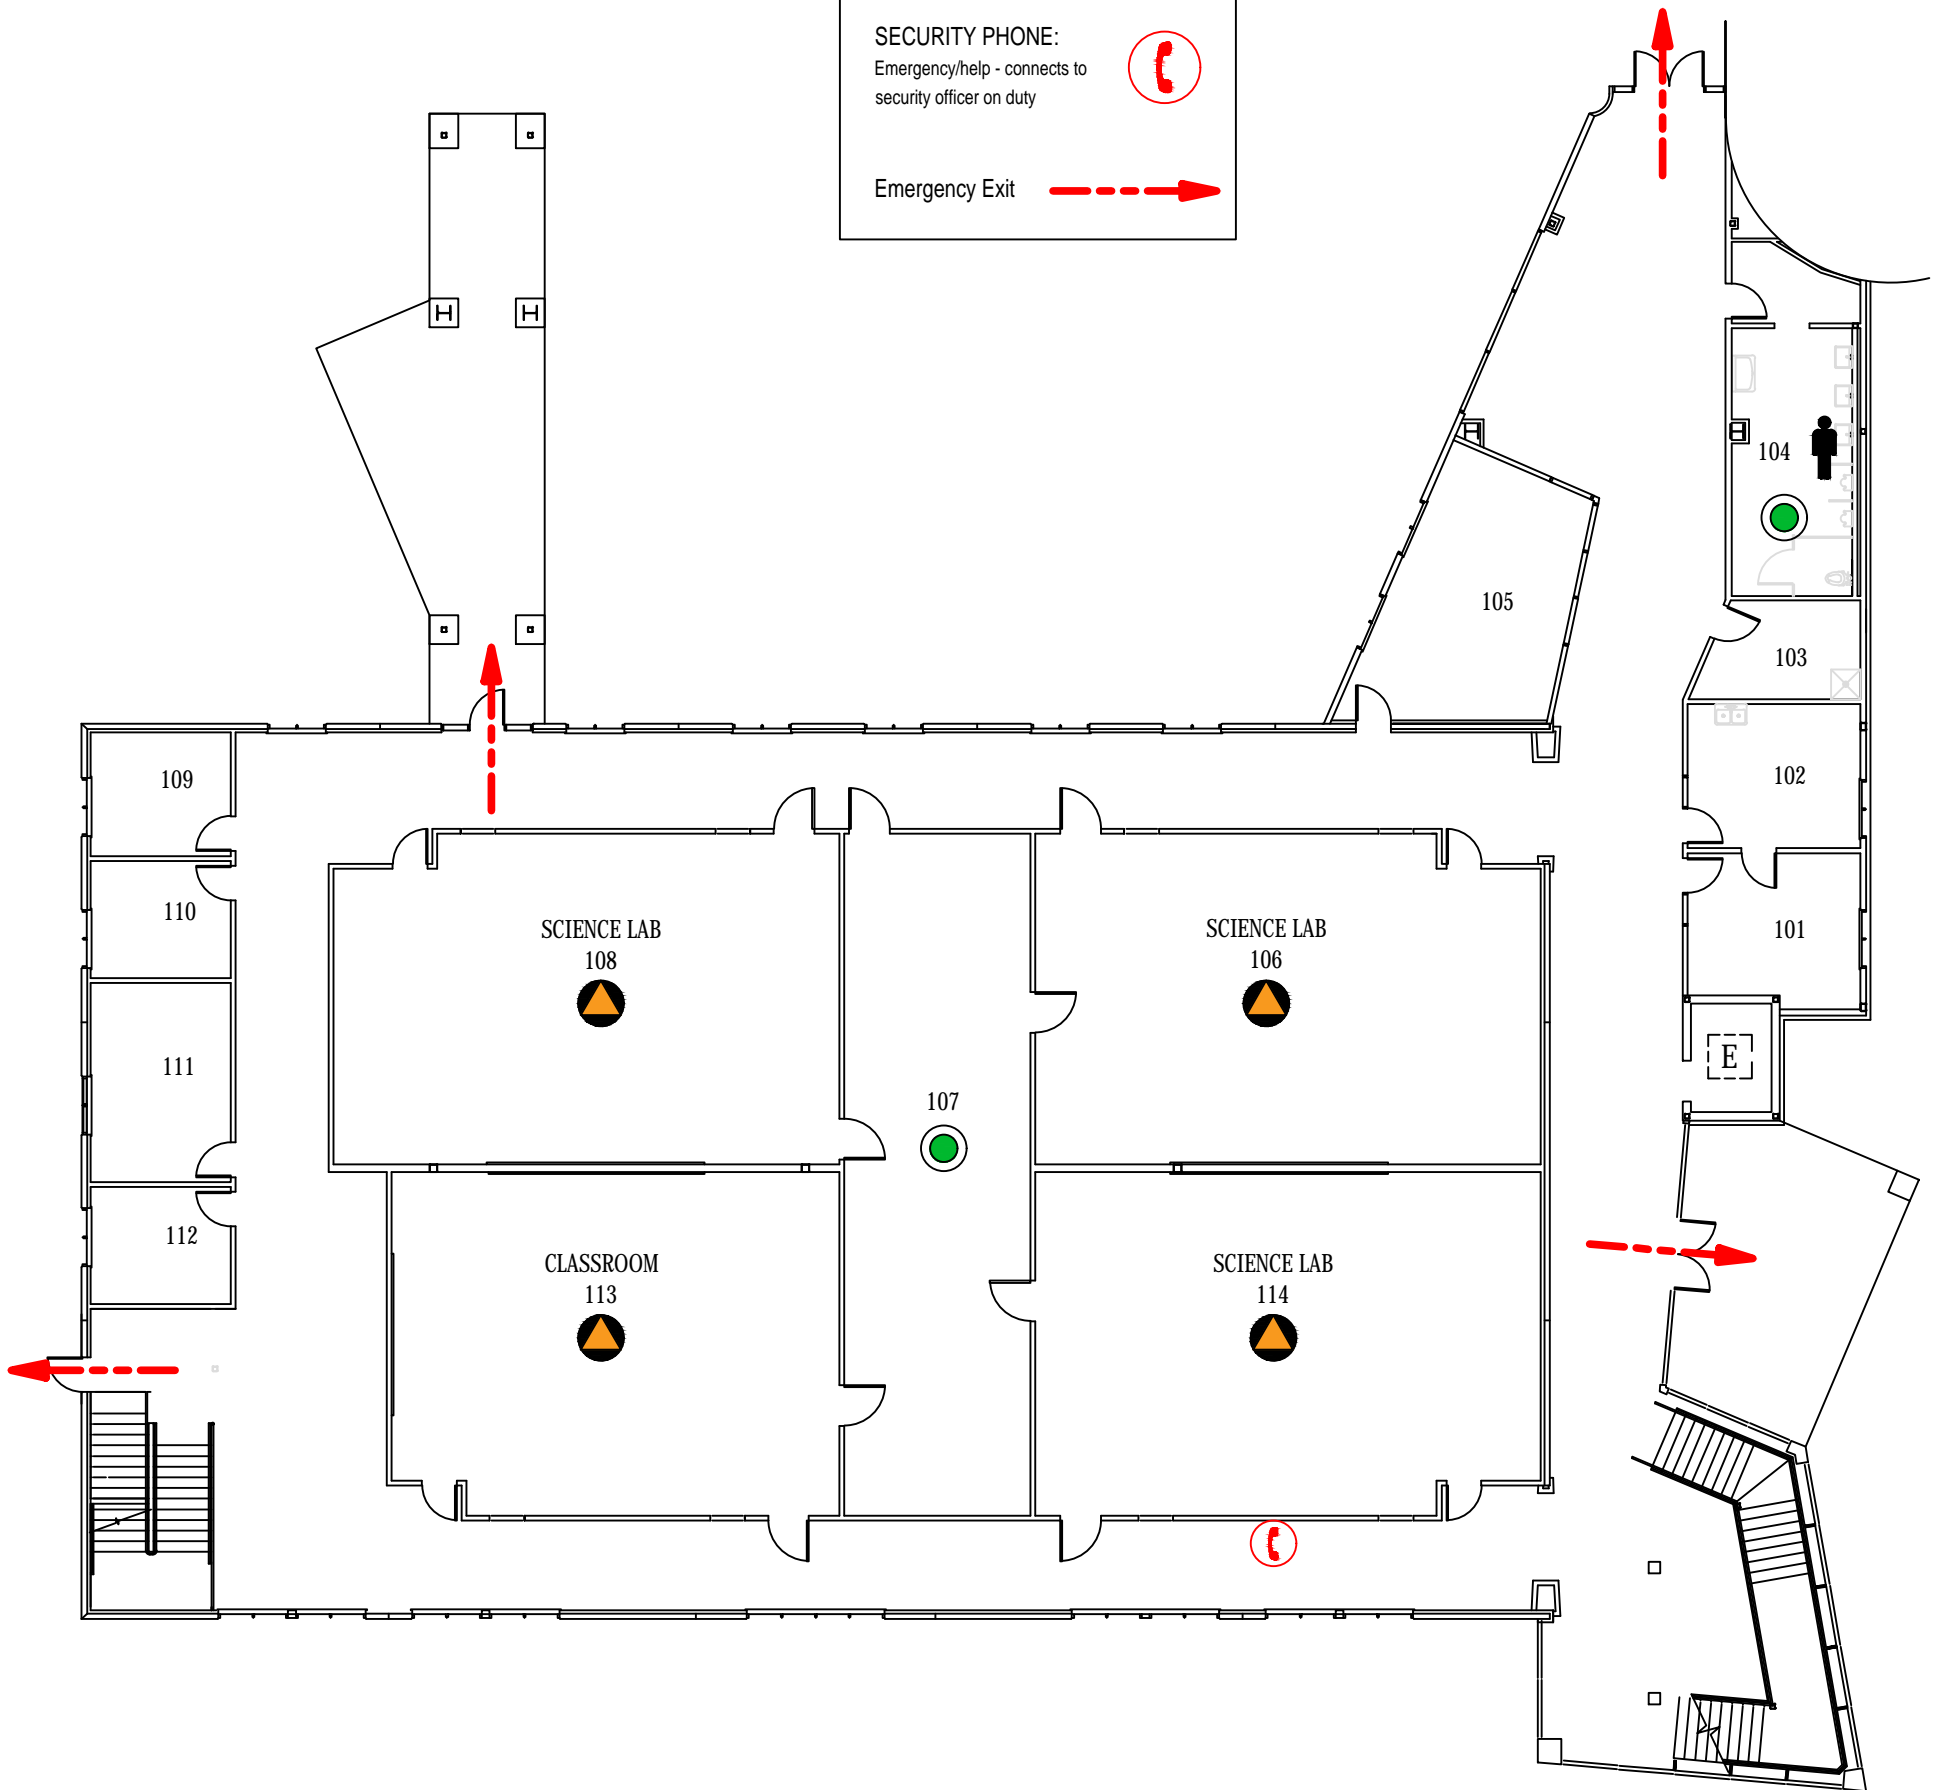 SECURITY PHONE:
Emergency/help - connects to
security officer on duty
Emergency Exit
104
105
103
109
102
110
SCIENCE LAB
108
SCIENCE LAB
106
101
111
E
107
112
CLASSROOM
113
SCIENCE LAB
114